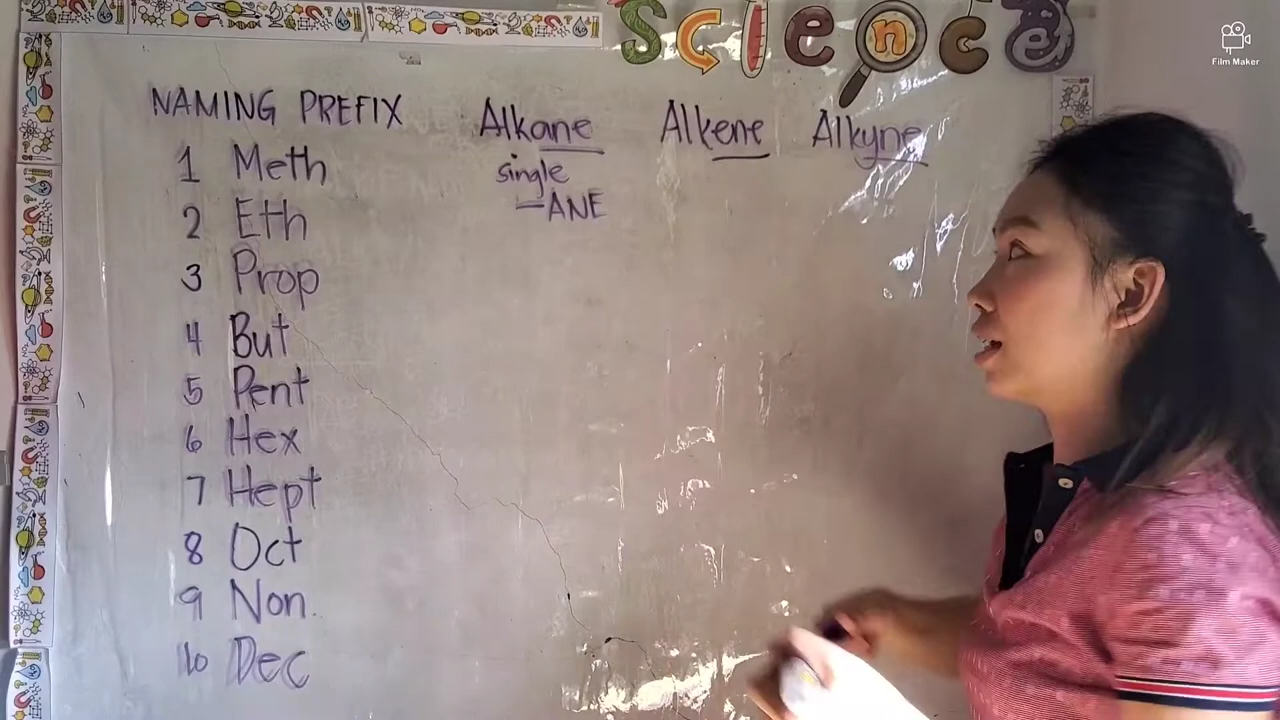 Science
Film Maker
NAMING PREFIX
1 Meth
2 Eth
3 Prop
4 But
5 Pent
6 Hex
7 Hept
8 Oct
9 Non.
10 Dec
Alkane
single
-ANE
Alkene
Alkyne